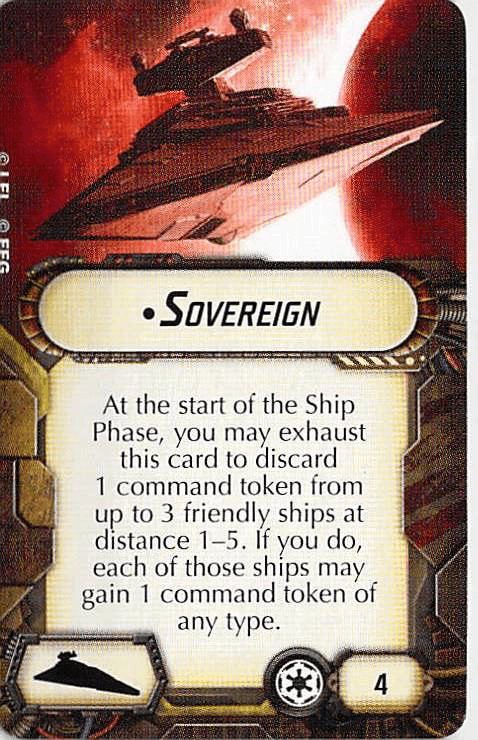 © LFL © FFG
•Sovereign
At the start of the Ship
Phase, you may exhaust
this card to discard
1 command token from
up to 3 friendly ships at
distance 1–5. If you do,
each of those ships may
gain 1 command token of
any type.
4